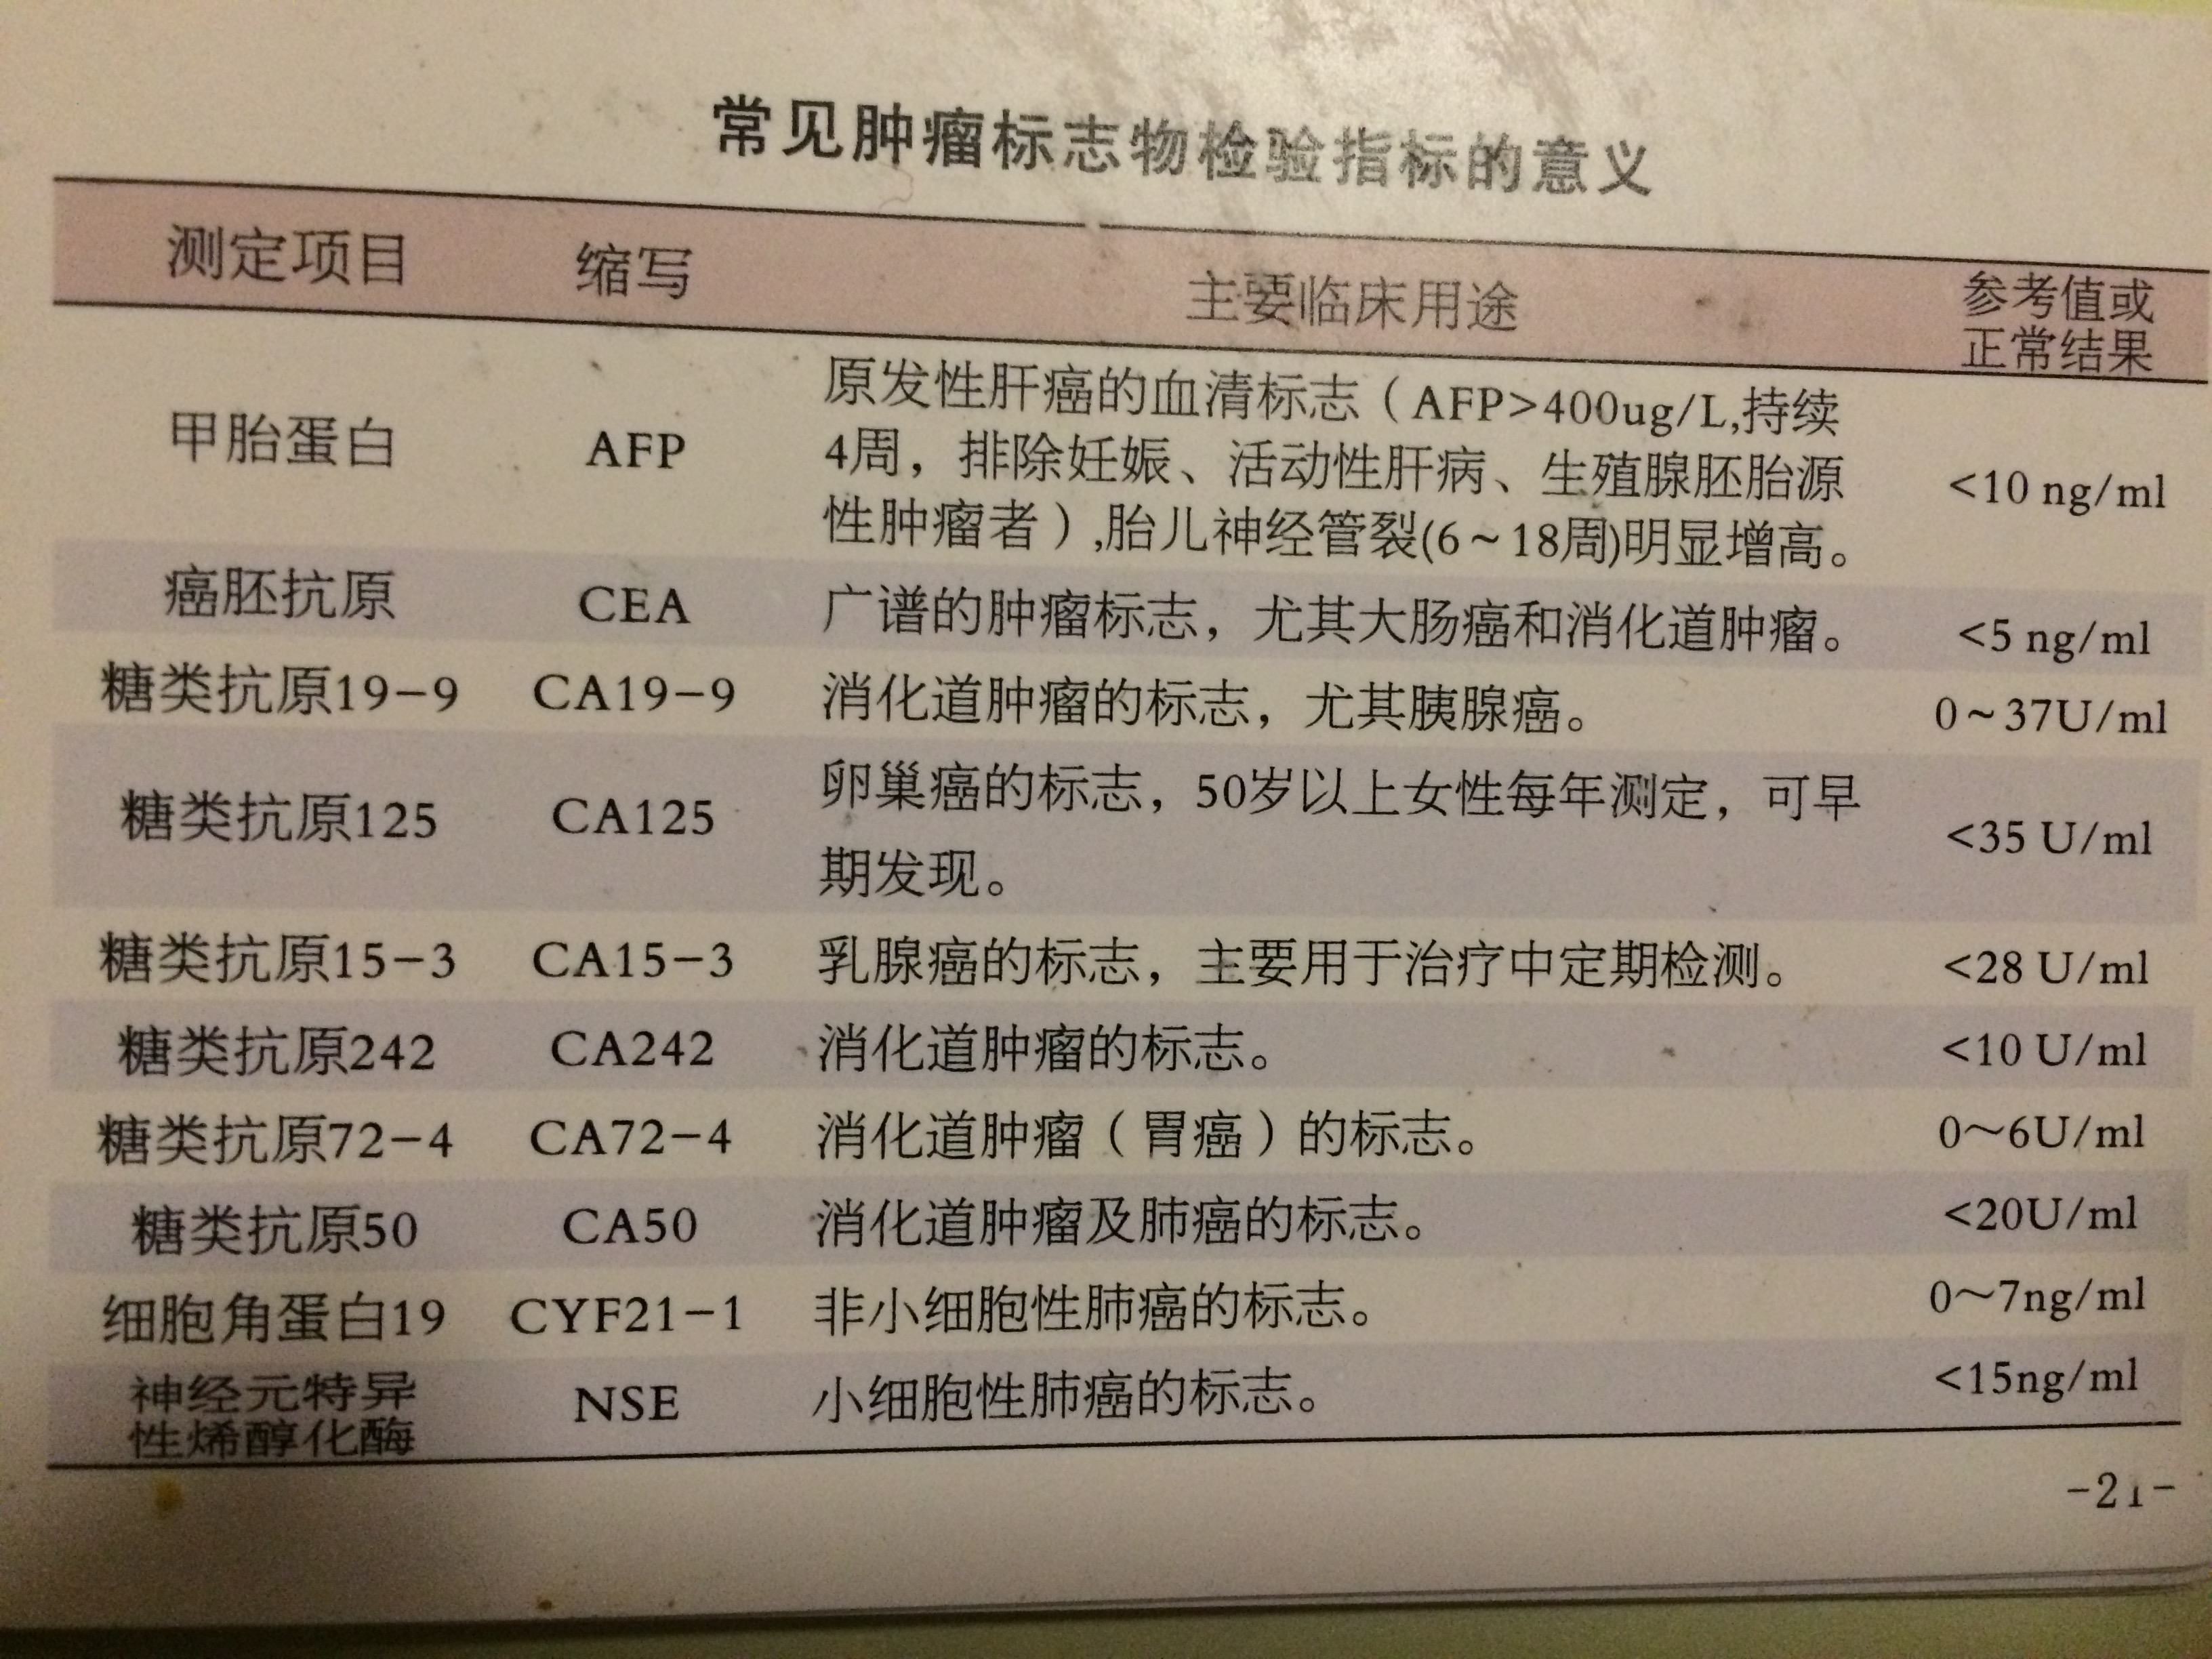 常见肿瘤标志物检验指标的意义
测定项目 缩写 主要临床用途 参考值或
正常结果
甲胎蛋白 AFP 原发性肝癌的血清标志（AFP>400ug/L,持续
4周，排除妊娠、活动性肝病、生殖腺胚胎源
性肿瘤者）,胎儿神经管裂(6~18周)明显增高。 <10 ng/ml
癌胚抗原 CEA 广谱的肿瘤标志，尤其大肠癌和消化道肿瘤。 <5 ng/ml
糖类抗原19-9 CA19-9 消化道肿瘤的标志，尤其胰腺癌。 0~37U/ml
糖类抗原125 CA125 卵巢癌的标志，50岁以上女性每年测定，可早
期发现。 <35 U/ml
糖类抗原15-3 CA15-3 乳腺癌的标志，主要用于治疗中定期检测。 <28 U/ml
糖类抗原242 CA242 消化道肿瘤的标志。 <10 U/ml
糖类抗原72-4 CA72-4 消化道肿瘤（胃癌）的标志。 0~6U/ml
糖类抗原50 CA50 消化道肿瘤及肺癌的标志。 <20U/ml
细胞角蛋白19 CYF21-1 非小细胞性肺癌的标志。 0~7ng/ml
神经元特异
性烯醇化酶 NSE 小细胞性肺癌的标志。 <15ng/ml
-21-